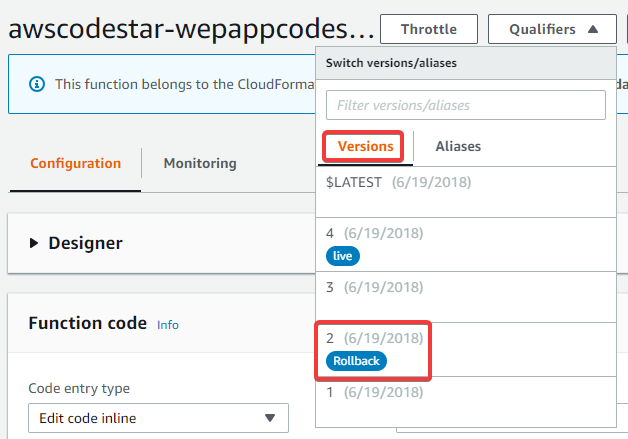 awscodestar-wepappcodes...
Throttle
Qualifiers
Switch versions/aliases
This function belongs to the CloudForma
da
Filter versions/aliases
Versions
Aliases
Configuration
Monitoring
$LATEST (6/19/2018)
4 (6/19/2018)
live
Designer
3 (6/19/2018)
Function code Info
2 (6/19/2018)
Rollback
Code entry type
1 (6/19/2018)
Edit code inline